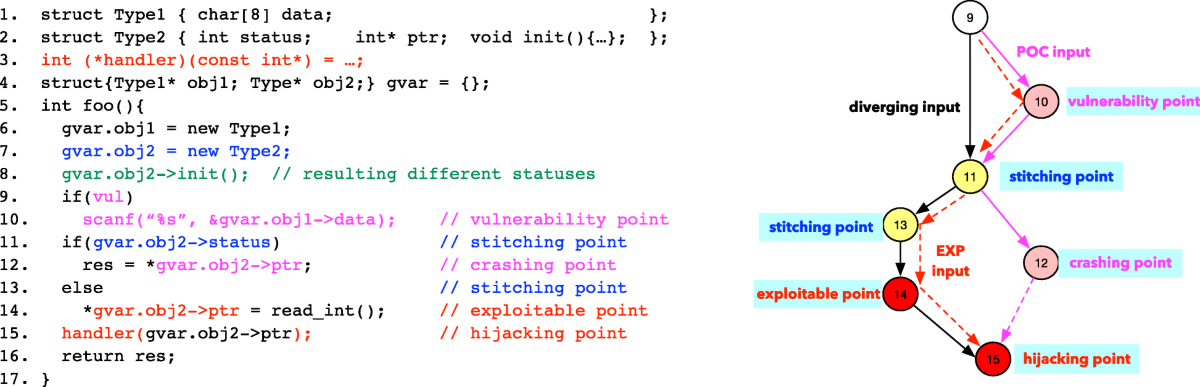 1. struct Type1 { char[8] data; };
2. struct Type2 { int status; int* ptr; void init(){…}; };
3. int (*handler)(const int*) = …;
4. struct{Type1* obj1; Type* obj2;} gvar = {};
5. int foo(){
6. gvar.obj1 = new Type1;
7. gvar.obj2 = new Type2;
8. gvar.obj2->init(); // resulting different statuses
9. if(vul)
10. scanf(“%s”, &gvar.obj1->data); // vulnerability point
11. if(gvar.obj2->status) // stitching point
12. res = *gvar.obj2->ptr; // crashing point
13. else // stitching point
14. *gvar.obj2->ptr = read_int(); // exploitable point
15. handler(gvar.obj2->ptr); // hijacking point
16. return res;
17. }
9
POC input
10
vulnerability point
diverging input
11
stitching point
stitching point
13
EXP
input
12
crashing point
exploitable point
14
15
hijacking point